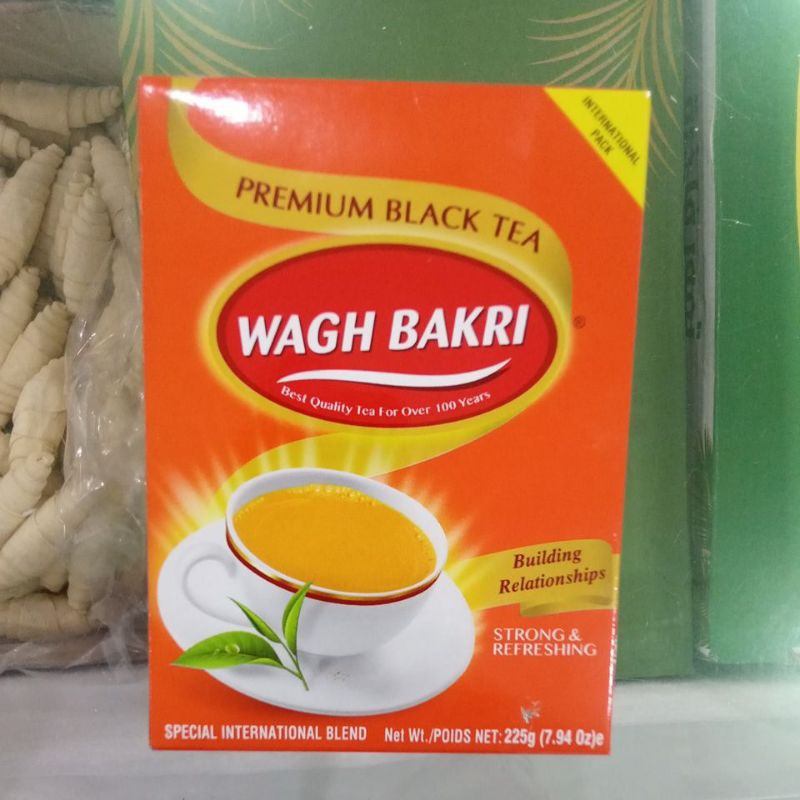 INTERNATIONAL
PACK
PREMIUM BLACK TEA
WAGH BAKRI
®
Best Quality Tea For Over 100 Years
Building
Relationships
STRONG &
REFRESHING
SPECIAL INTERNATIONAL BLEND Net Wt./POIDS NET: 225g (7.94 Oz)e